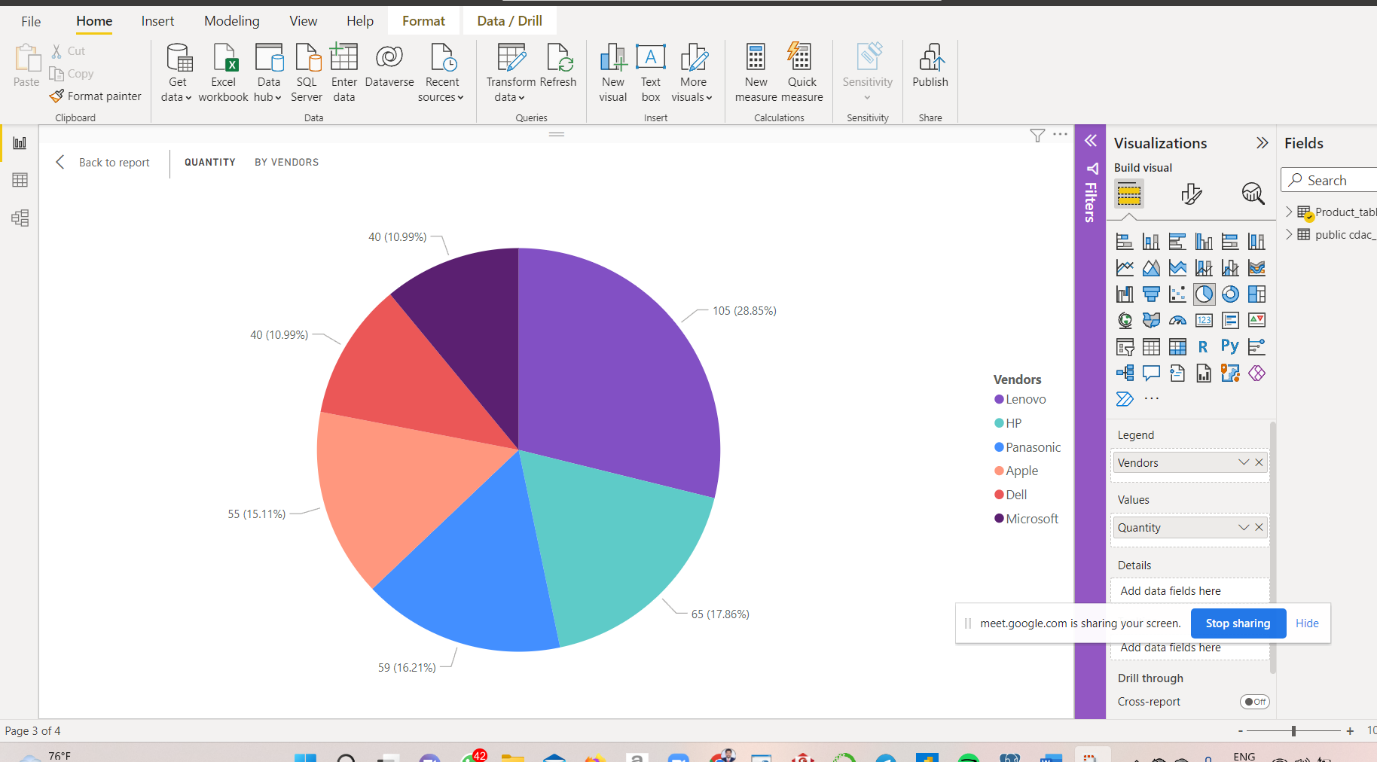 File Home Insert Modeling View Help Format Data / Drill
Paste
Cut
Copy
Format painter
Clipboard
Get data
Excel workbook
Data hub
SQL Server
Enter data
Dataverse
Recent sources
Data
Transform data
Refresh
Queries
New visual
Text box
More visuals
Insert
New measure
Quick measure
Calculations
Sensitivity
Sensitivity
Publish
Share
Back to report
QUANTITY
BY VENDORS
40 (10.99%)
105 (28.85%)
40 (10.99%)
55 (15.11%)
65 (17.86%)
59 (16.21%)
Vendors
Lenovo
HP
Panasonic
Apple
Dell
Microsoft
Filters
Visualizations
Build visual
123
R
Py
Legend
Vendors
Values
Quantity
Details
Add data fields here
Add data fields here
Drill through
Cross-report
Off
Fields
Search
Product_tabl
public cdac_
meet.google.com is sharing your screen.
Stop sharing
Hide
Page 3 of 4
- +
10
76°F
42
ENG